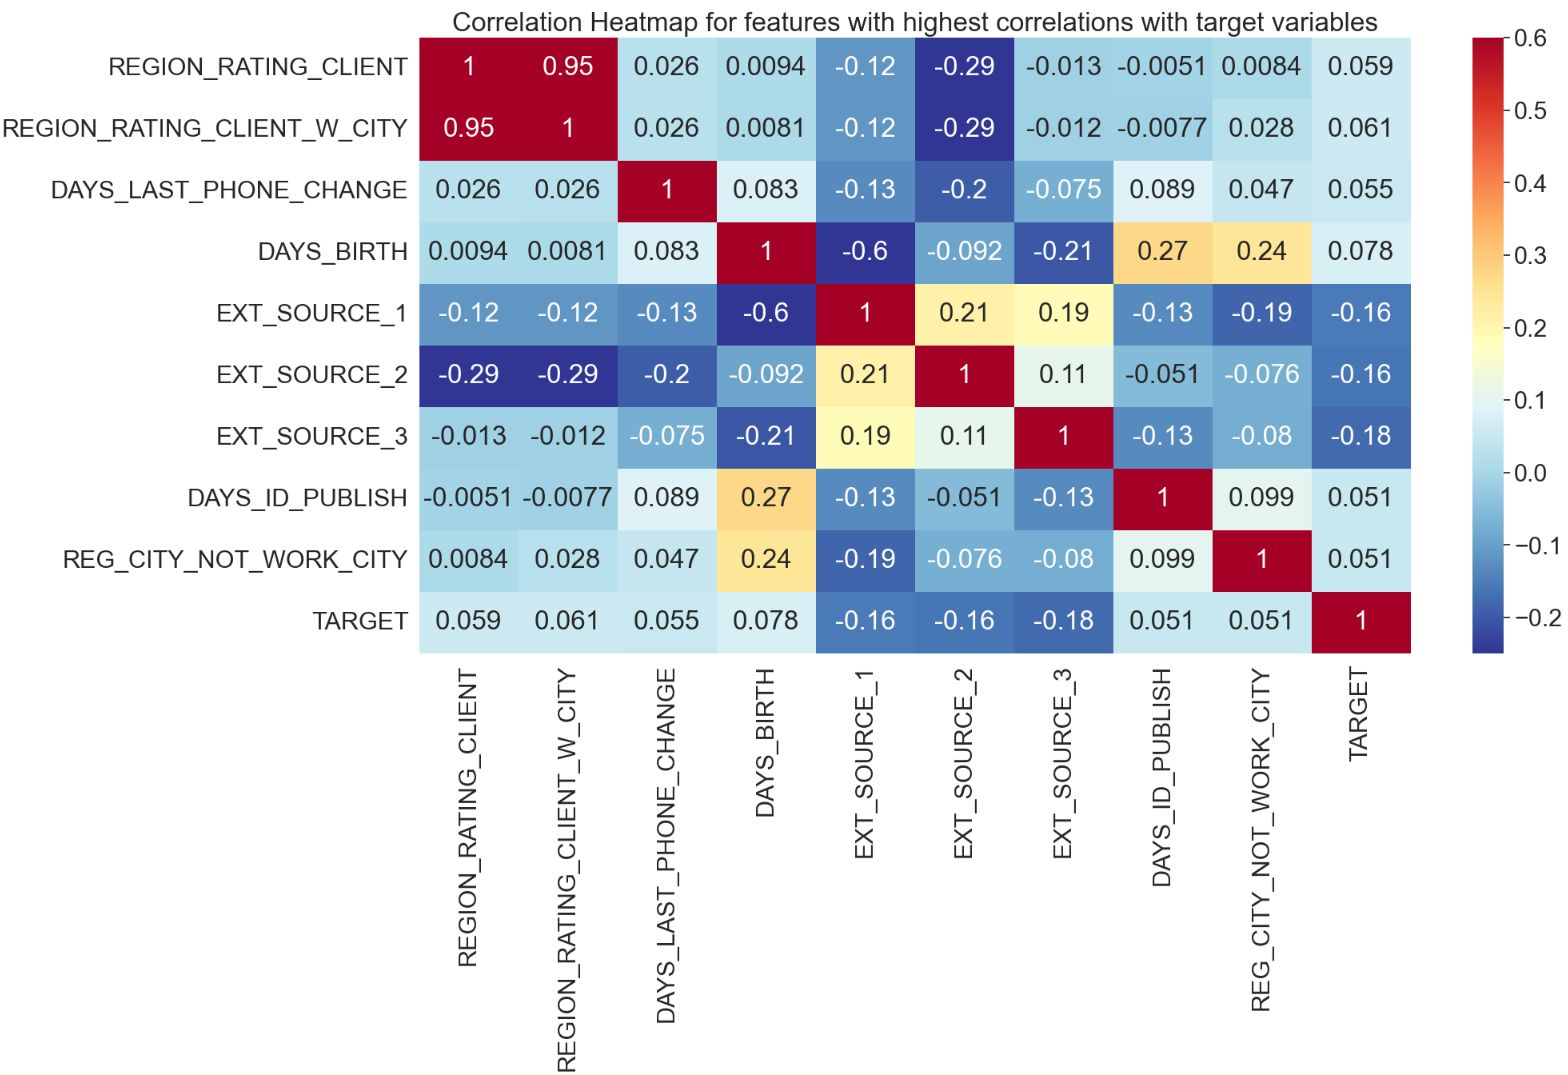 Correlation Heatmap for features with highest correlations with target variables
REGION_RATING_CLIENT 1 0.95 0.026 0.0094 -0.12 -0.29 -0.013 -0.0051 0.0084 0.059
REGION_RATING_CLIENT_W_CITY 0.95 1 0.026 0.0081 -0.12 -0.29 -0.012 -0.0077 0.028 0.061
DAYS_LAST_PHONE_CHANGE 0.026 0.026 1 0.083 -0.13 -0.2 -0.075 0.089 0.047 0.055
DAYS_BIRTH 0.0094 0.0081 0.083 1 -0.6 -0.092 -0.21 0.27 0.24 0.078
EXT_SOURCE_1 -0.12 -0.12 -0.13 -0.6 1 0.21 0.19 -0.13 -0.19 -0.16
EXT_SOURCE_2 -0.29 -0.29 -0.2 -0.092 0.21 1 0.11 -0.051 -0.076 -0.16
EXT_SOURCE_3 -0.013 -0.012 -0.075 -0.21 0.19 0.11 1 -0.13 -0.08 -0.18
DAYS_ID_PUBLISH -0.0051 -0.0077 0.089 0.27 -0.13 -0.051 -0.13 1 0.099 0.051
REG_CITY_NOT_WORK_CITY 0.0084 0.028 0.047 0.24 -0.19 -0.076 -0.08 0.099 1 0.051
TARGET 0.059 0.061 0.055 0.078 -0.16 -0.16 -0.18 0.051 0.051 1
REGION_RATING_CLIENT
REGION_RATING_CLIENT_W_CITY
DAYS_LAST_PHONE_CHANGE
DAYS_BIRTH
EXT_SOURCE_1
EXT_SOURCE_2
EXT_SOURCE_3
DAYS_ID_PUBLISH
REG_CITY_NOT_WORK_CITY
TARGET
0.6
0.5
0.4
0.3
0.2
0.1
0.0
−0.1
−0.2